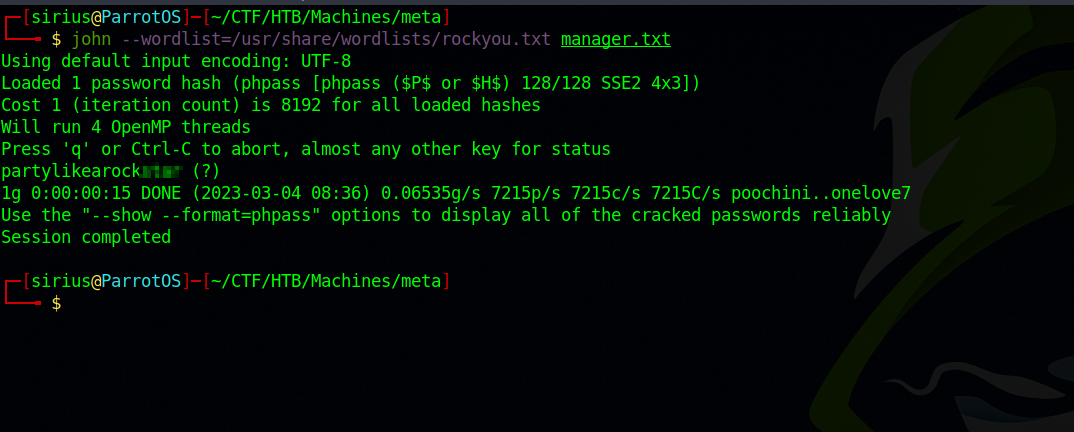 [sirius@ParrotOS]-[~/CTF/HTB/Machines/meta]
$ john --wordlist=/usr/share/wordlists/rockyou.txt manager.txt
Using default input encoding: UTF-8
Loaded 1 password hash (phpass [phpass ($P$ or $H$) 128/128 SSE2 4x3])
Cost 1 (iteration count) is 8192 for all loaded hashes
Will run 4 OpenMP threads
Press 'q' or Ctrl-C to abort, almost any other key for status
(?)
1g 0:00:00:15 DONE (2023-03-04 08:36) 0.06535g/s 7215p/s 7215c/s 7215C/s poochini..onelove7
Use the "--show --format=phpass" options to display all of the cracked passwords reliably
Session completed
[sirius@ParrotOS]-[~/CTF/HTB/Machines/meta]
$